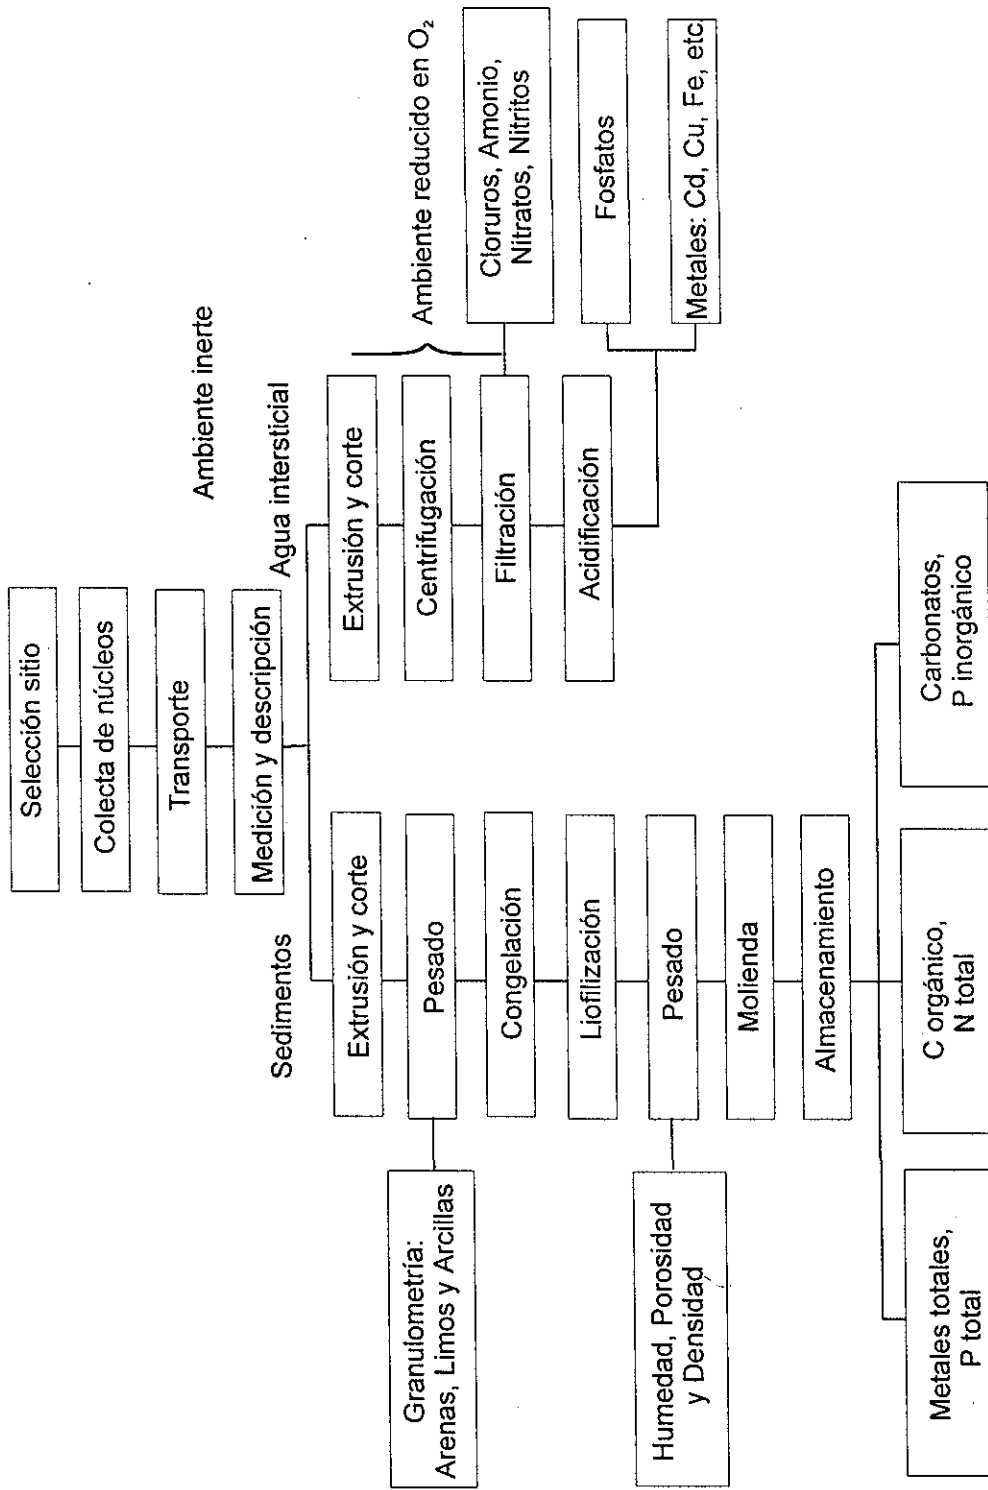 Selección sitio
Colecta de núcleos
Transporte
Medición y descripción
Ambiente inerte
Sedimentos
Agua intersticial
Extrusión y corte
Pesado
Granulometría:
Arenas, Limos y Arcillas
Congelación
Liofilización
Pesado
Humedad, Porosidad
y Densidad
Molienda
Almacenamiento
Metales totales,
P total
C orgánico,
N total
Carbonatos,
P inorgánico
Extrusión y corte
Centrifugación
Filtración
Acidificación
Ambiente reducido en O₂
Cloruros, Amonio,
Nitratos, Nitritos
Fosfatos
Metales: Cd, Cu, Fe, etc.